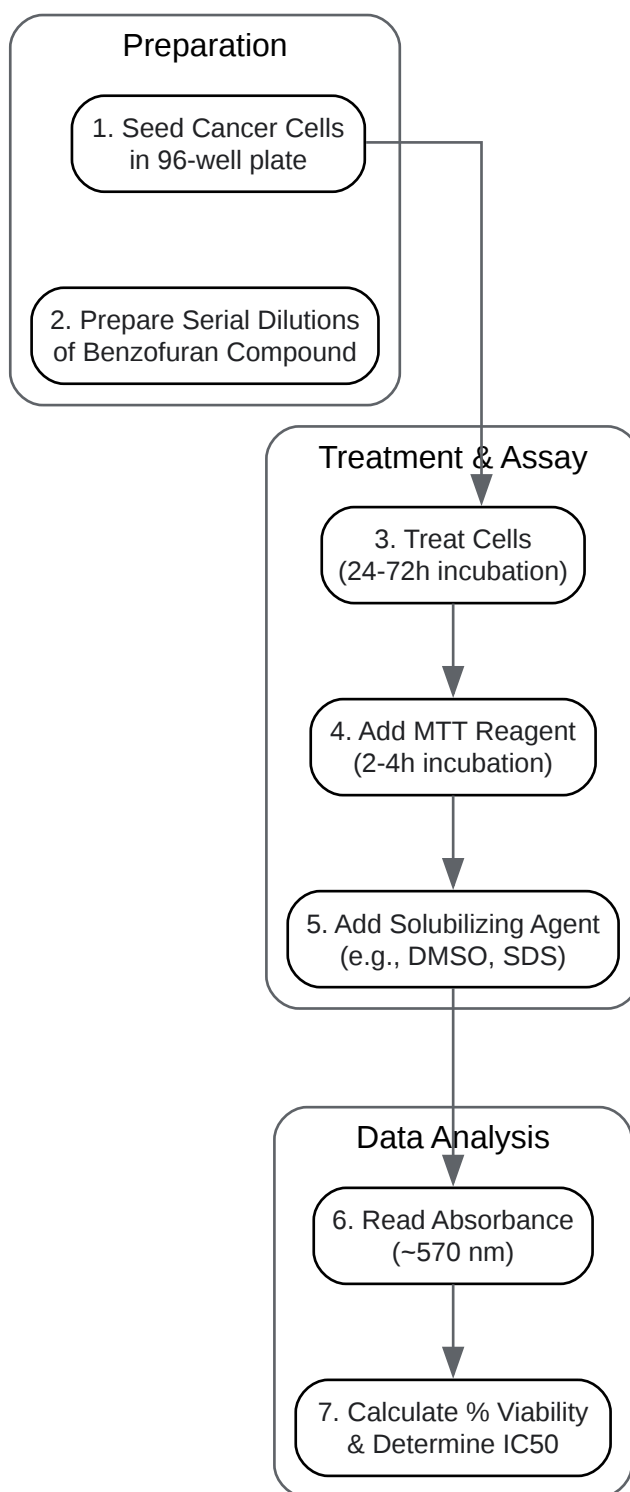 Preparation
1. Seed Cancer Cells
in 96-well plate
2. Prepare Serial Dilutions
of Benzofuran Compound
Treatment & Assay
3. Treat Cells
(24-72h incubation)
4. Add MTT Reagent
(2-4h incubation)
5. Add Solubilizing Agent
(e.g., DMSO, SDS)
Data Analysis
6. Read Absorbance
(~570 nm)
7. Calculate % Viability
& Determine IC50